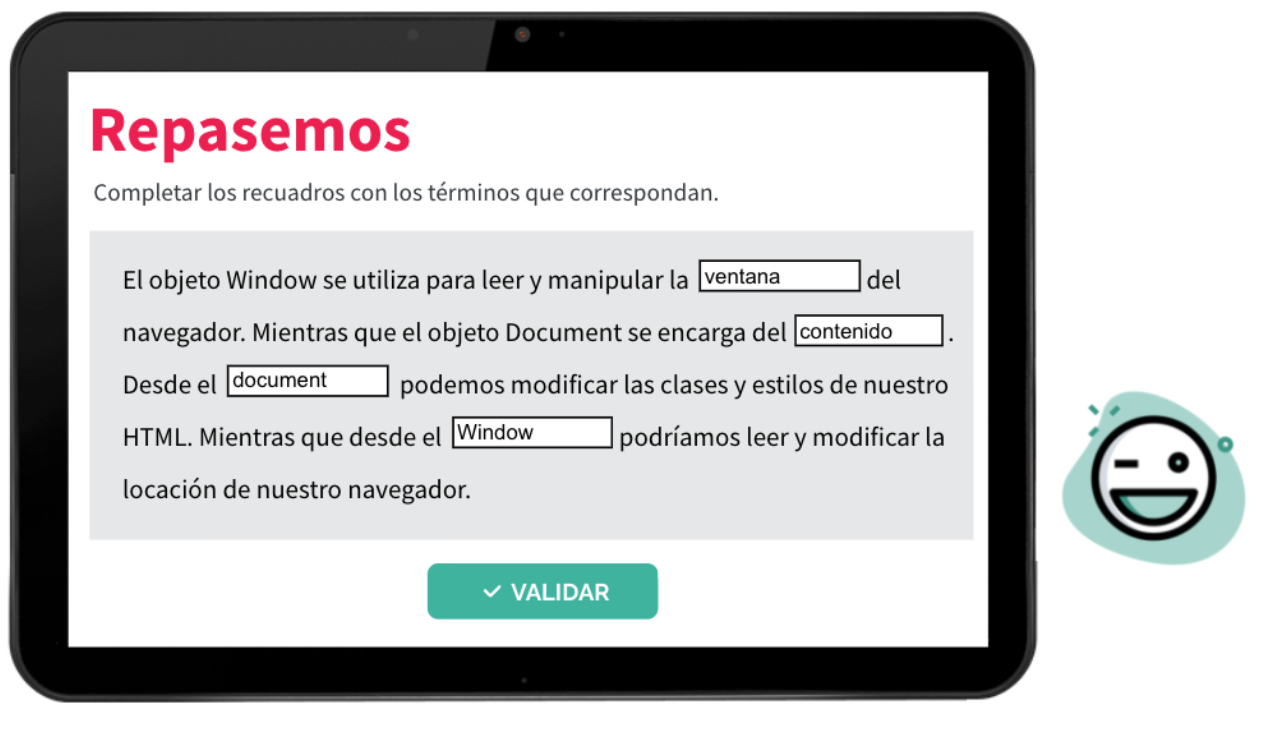 Repasemos
Completar los recuadros con los términos que correspondan.
El objeto Window se utiliza para leer y manipular la ventana del
navegador. Mientras que el objeto Document se encarga del contenido .
Desde el document podemos modificar las clases y estilos de nuestro
HTML. Mientras que desde el Window podríamos leer y modificar la
locación de nuestro navegador.
VALIDAR